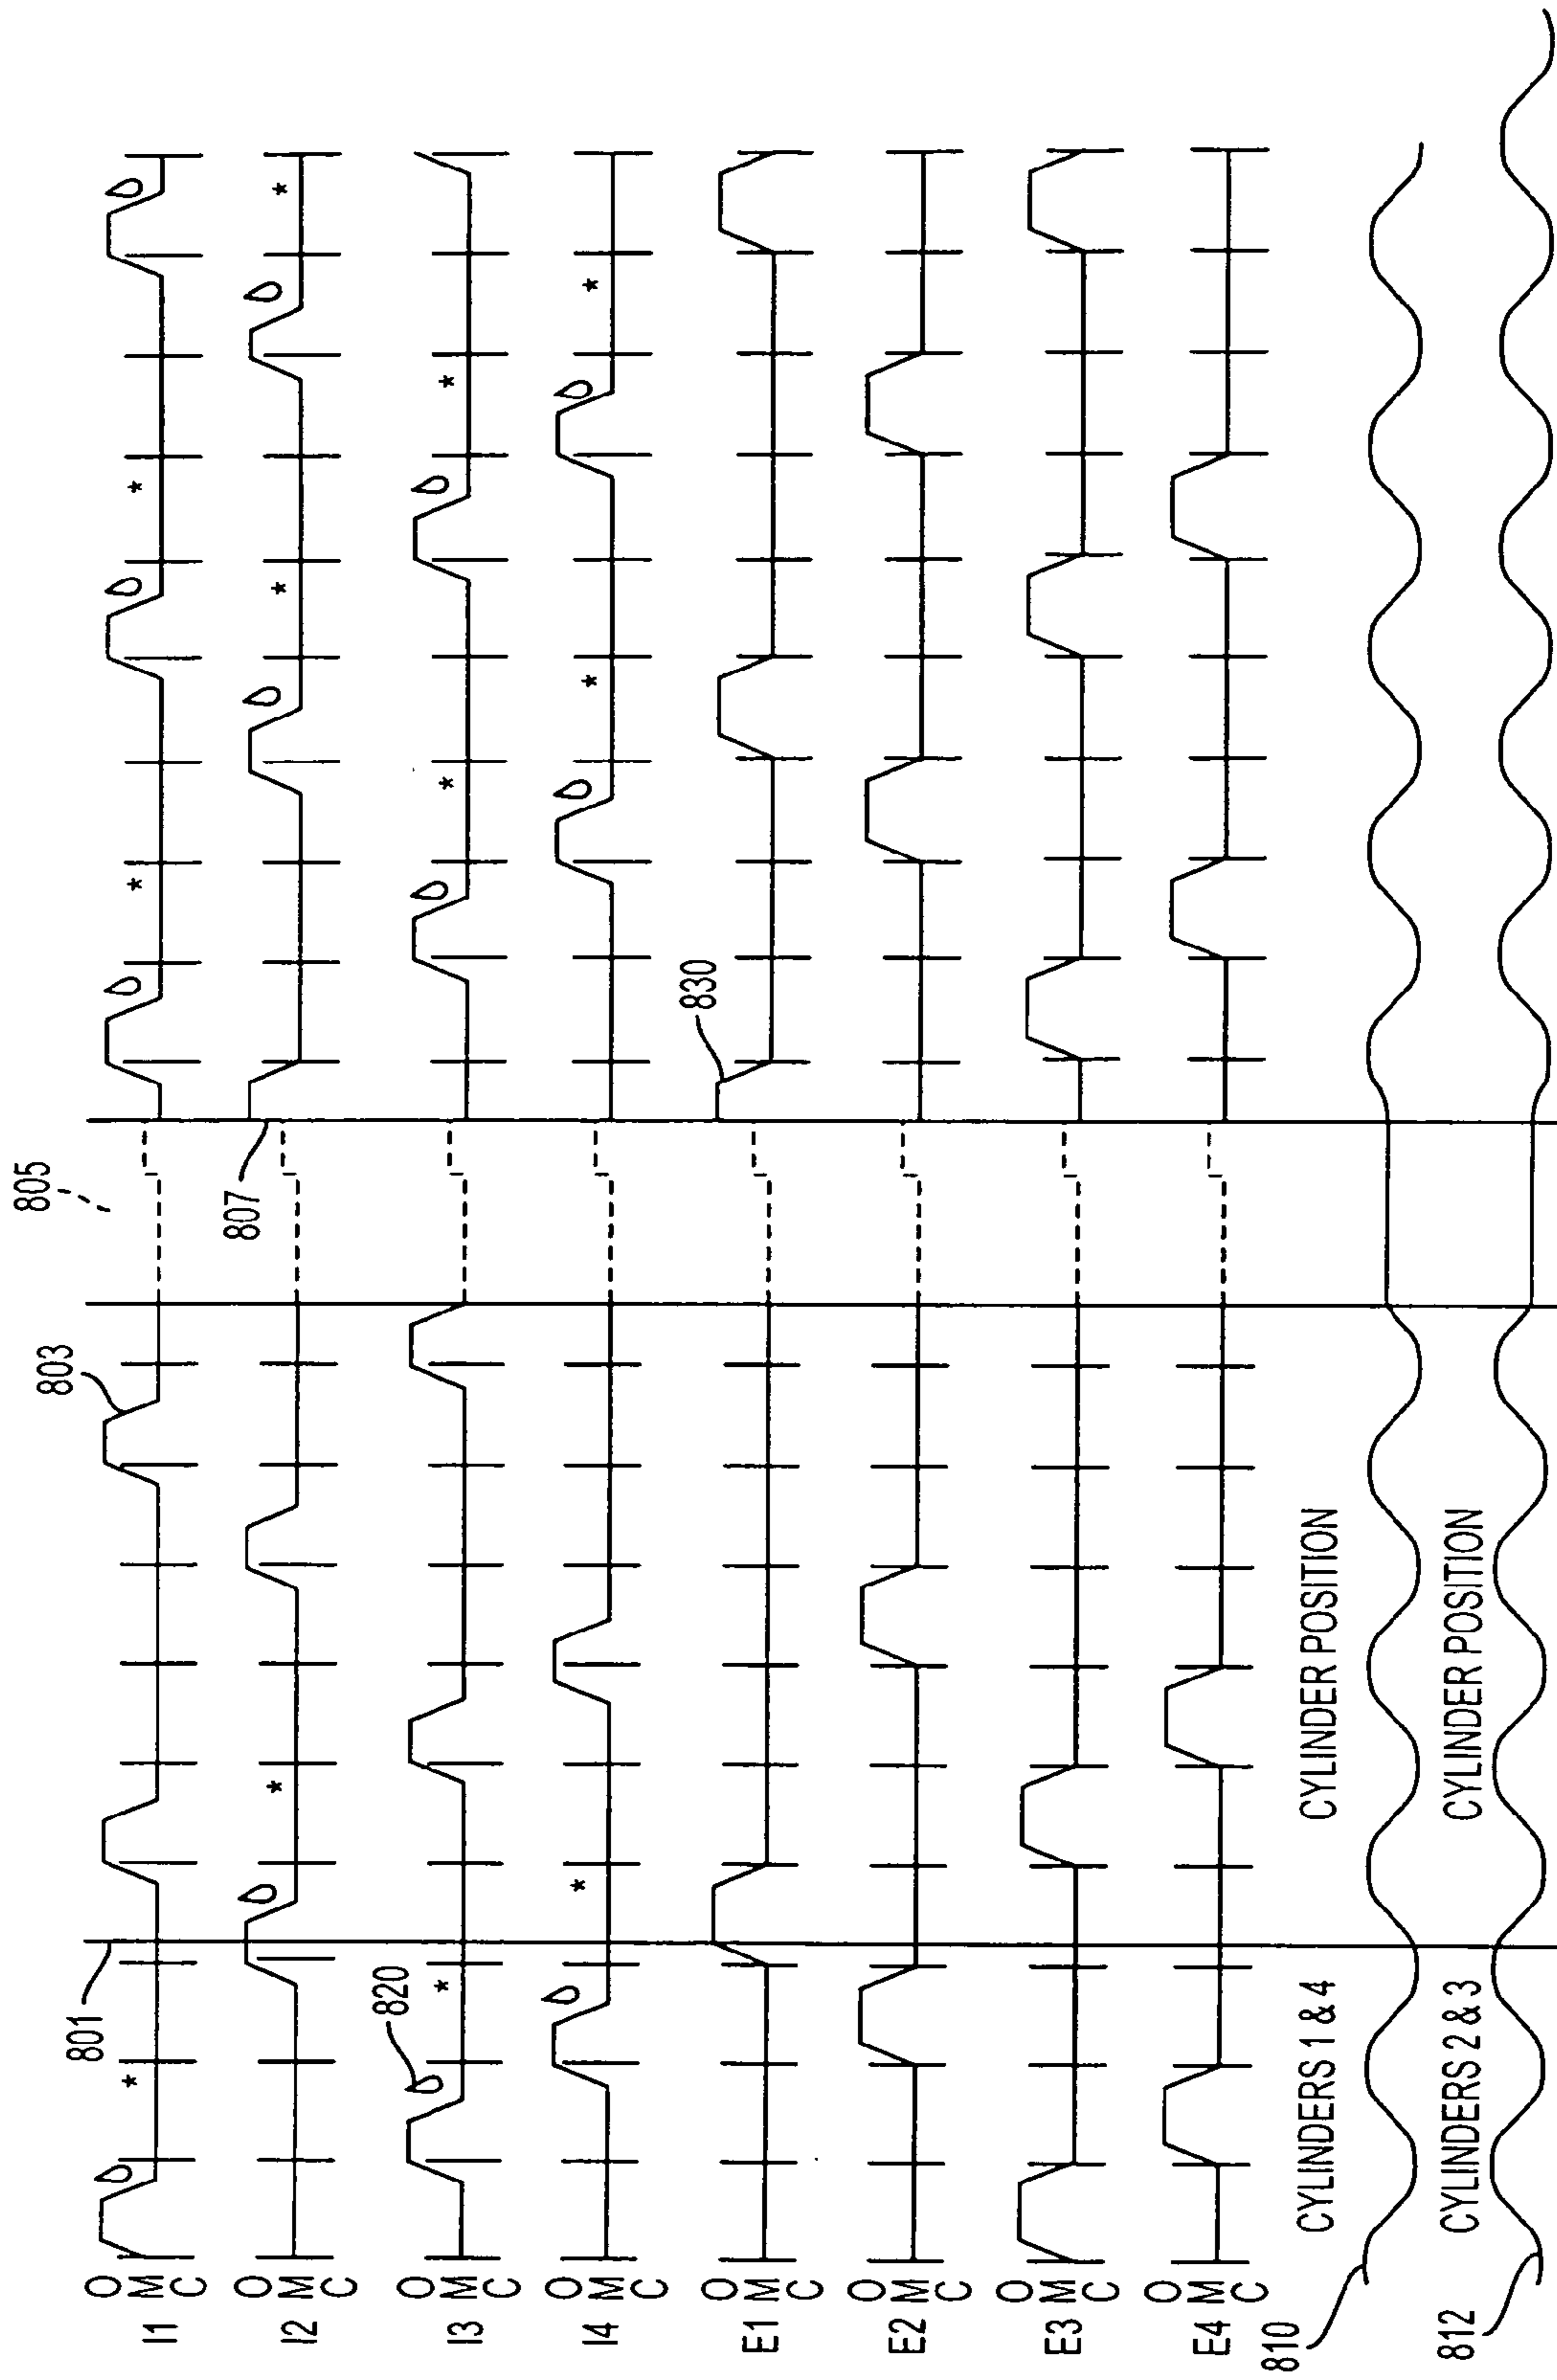 801
803
805
807
I1 O M C * * *
I2 O M C * * *
I3 O M C * * *
820
I4 O M C * * *
E1 O M C
830
E2 O M C
E3 O M C
E4 O M C
CYLINDERS 1 & 4 CYLINDER POSITION
810
CYLINDERS 2 & 3 CYLINDER POSITION
812